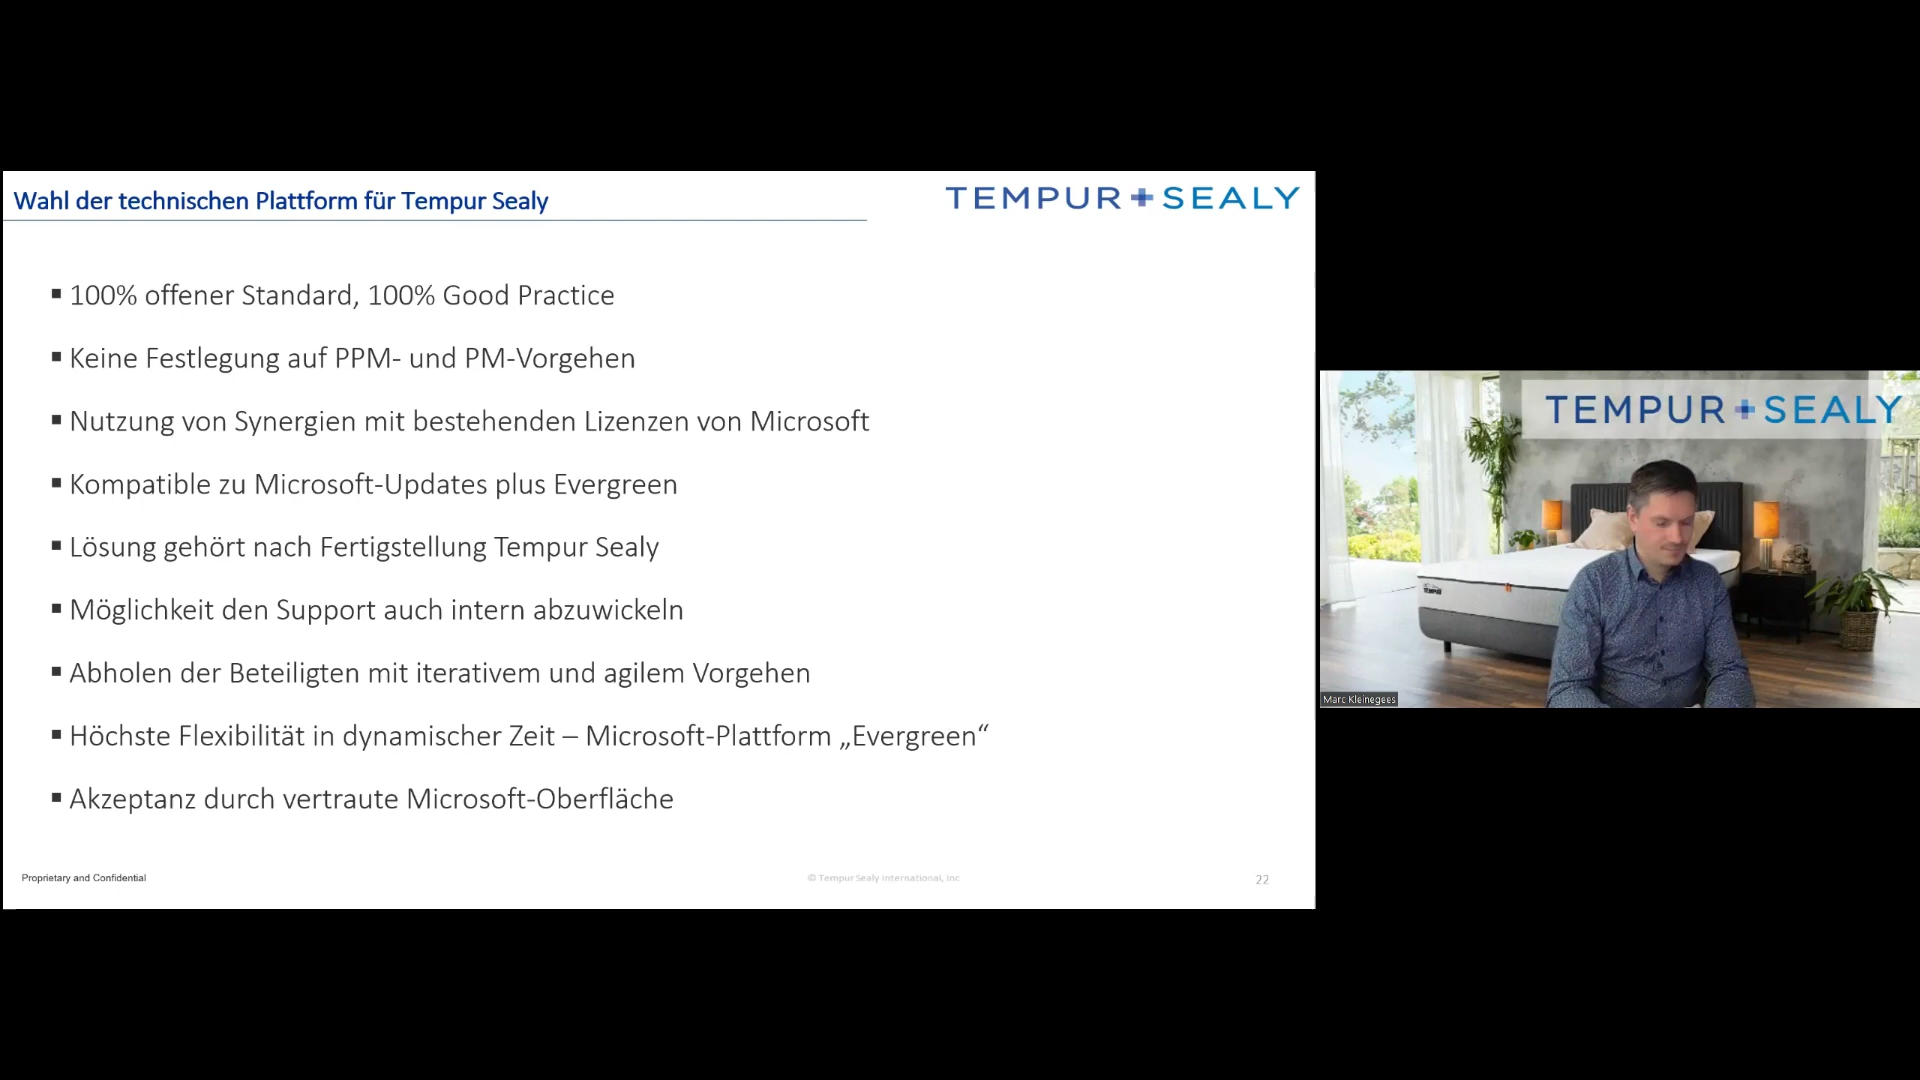 Wahl der technischen Plattform für Tempur Sealy
TEMPUR + SEALY
▪ 100% offener Standard, 100% Good Practice
▪ Keine Festlegung auf PPM- und PM-Vorgehen
▪ Nutzung von Synergien mit bestehenden Lizenzen von Microsoft
▪ Kompatible zu Microsoft-Updates plus Evergreen
▪ Lösung gehört nach Fertigstellung Tempur Sealy
▪ Möglichkeit den Support auch intern abzuwickeln
▪ Abholen der Beteiligten mit iterativem und agilem Vorgehen
▪ Höchste Flexibilität in dynamischer Zeit – Microsoft-Plattform „Evergreen“
▪ Akzeptanz durch vertraute Microsoft-Oberfläche
Proprietary and Confidential
© Tempur Sealy International, Inc
22
TEMPUR + SEALY
TEMPUR
Marc Kleinegees